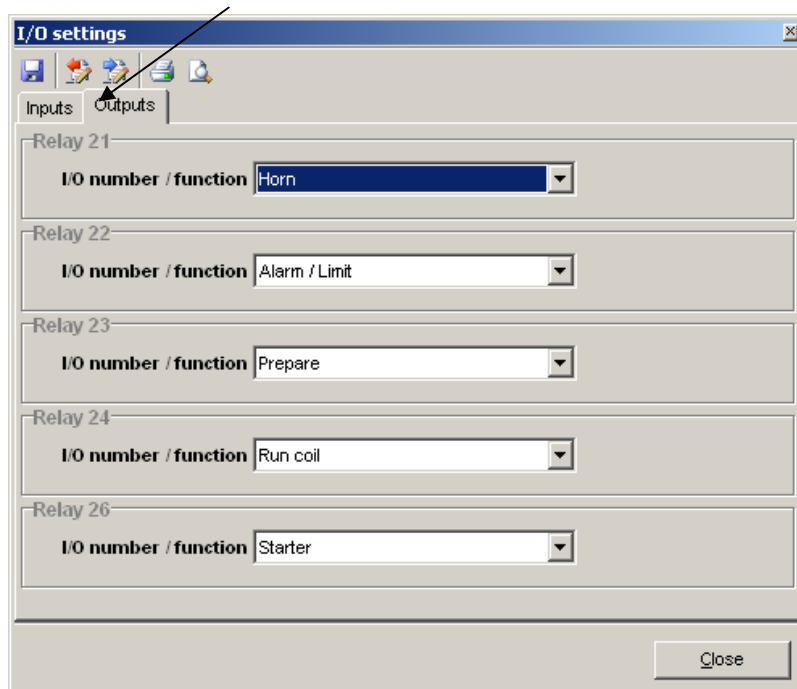 I/O settings
Inputs Outputs
Relay 21
I/O number / function Horn
Relay 22
I/O number / function Alarm / Limit
Relay 23
I/O number / function Prepare
Relay 24
I/O number / function Run coil
Relay 26
I/O number / function Starter
Close